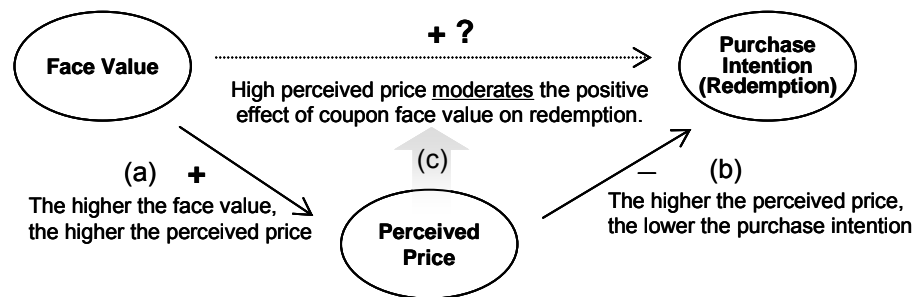 + ?
Face Value
Purchase
Intention
(Redemption)
High perceived price moderates the positive
effect of coupon face value on redemption.
(a) +
The higher the face value,
the higher the perceived price
(c)
– (b)
The higher the perceived price,
the lower the purchase intention
Perceived
Price